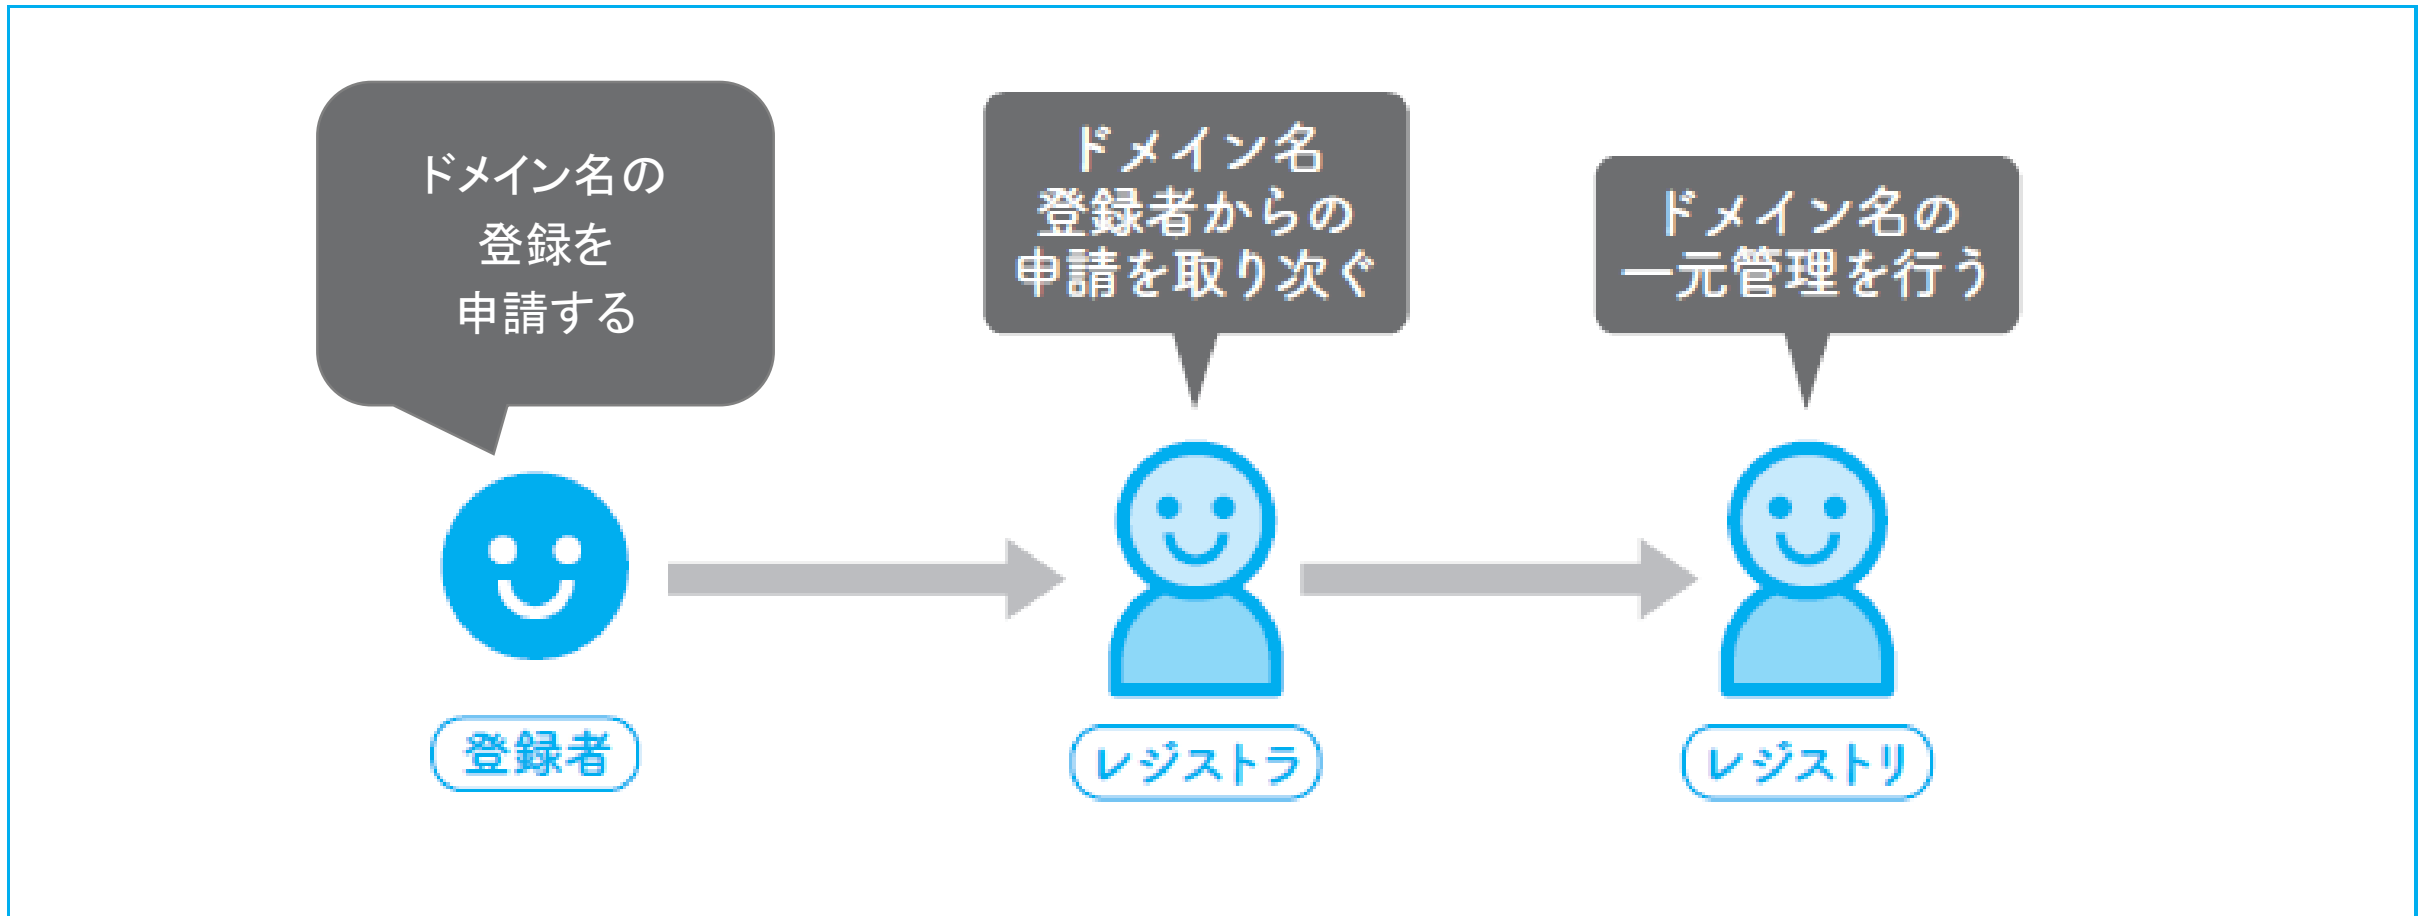 ドメイン名の
登録を
申請する
ドメイン名
登録者からの
申請を取り次ぐ
ドメイン名の
一元管理を行う
登録者
レジストラ
レジストリ